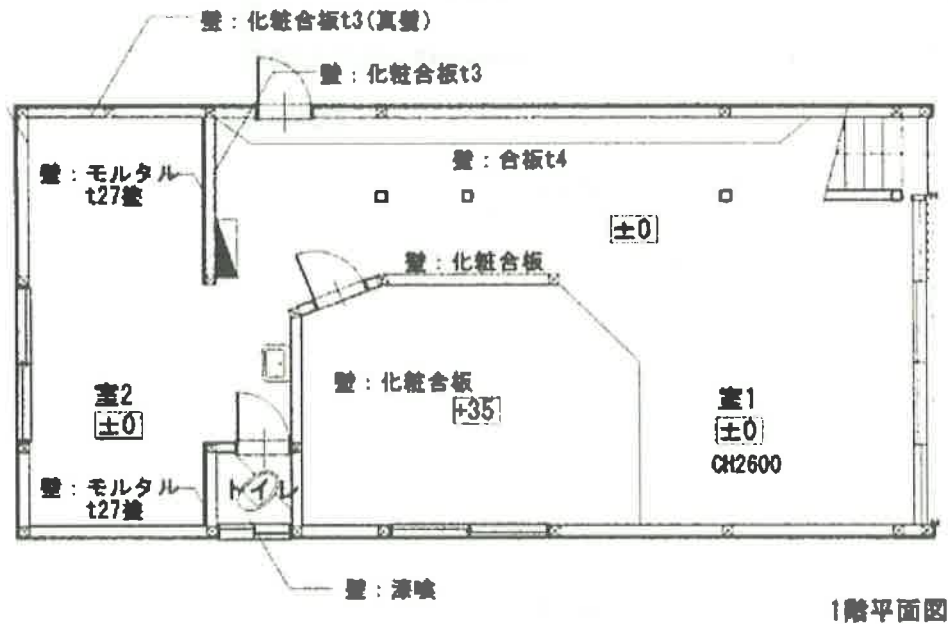 壁：化粧合板t3(真壁)
壁：化粧合板t3
壁：合板t4
壁：モルタル
t27塗
±0
壁：化粧合板
壁：化粧合板
+35
室2
±0
室1
±0
CH2600
壁：モルタル
t27塗
トイレ
壁：漆喰
1階平面図